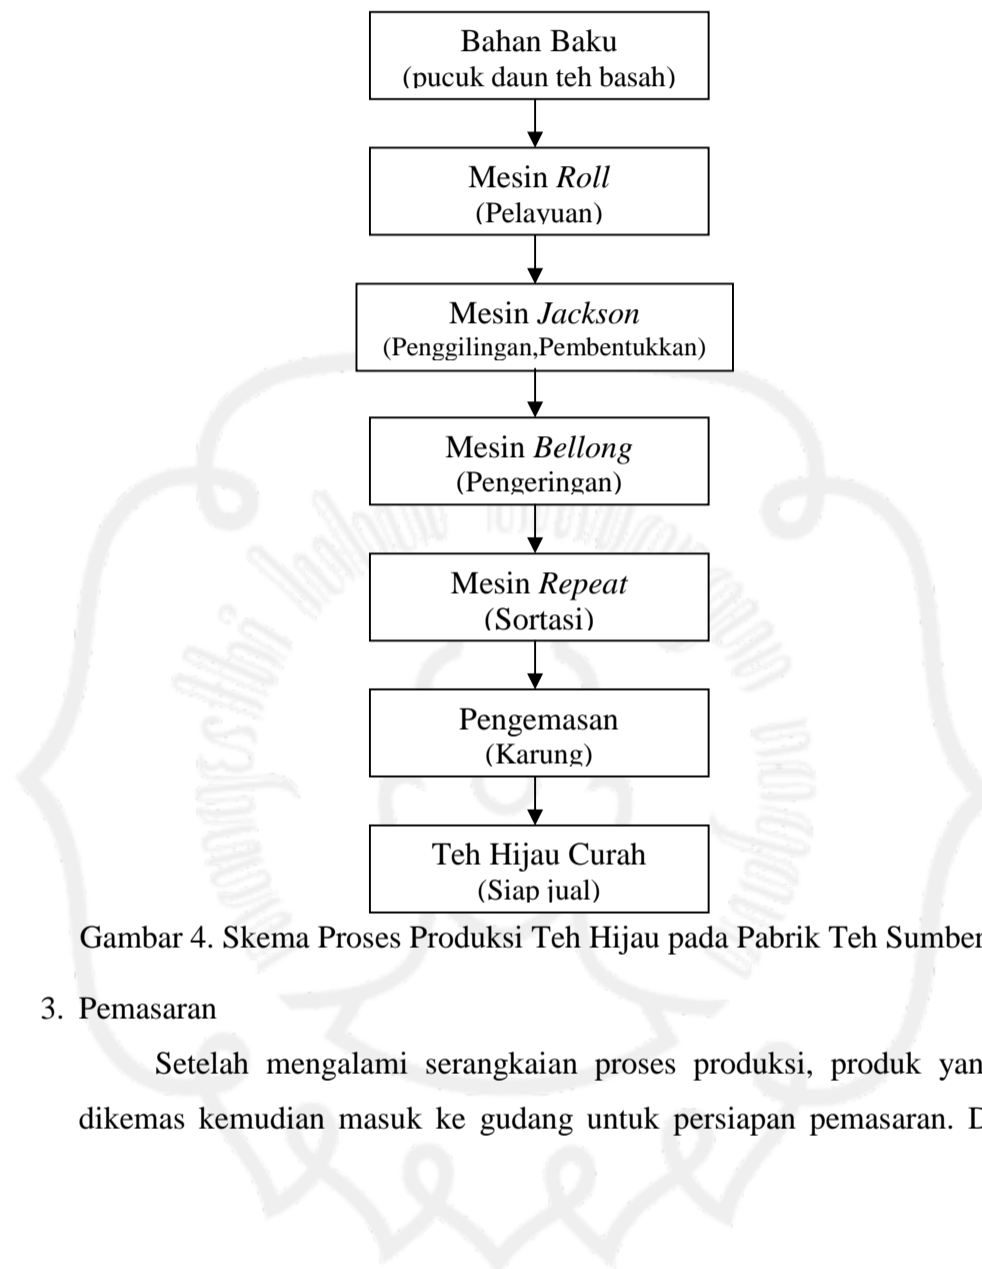 Bahan Baku
(pucuk daun teh basah)
Mesin Roll
(Pelayuan)
Mesin Jackson
(Penggilingan,Pembentukkan)
Mesin Bellong
(Pengeringan)
Mesin Repeat
(Sortasi)
Pengemasan
(Karung)
Teh Hijau Curah
(Siap jual)
Gambar 4. Skema Proses Produksi Teh Hijau pada Pabrik Teh Sumber
3. Pemasaran
Setelah mengalami serangkaian proses produksi, produk yan
dikemas kemudian masuk ke gudang untuk persiapan pemasaran. D